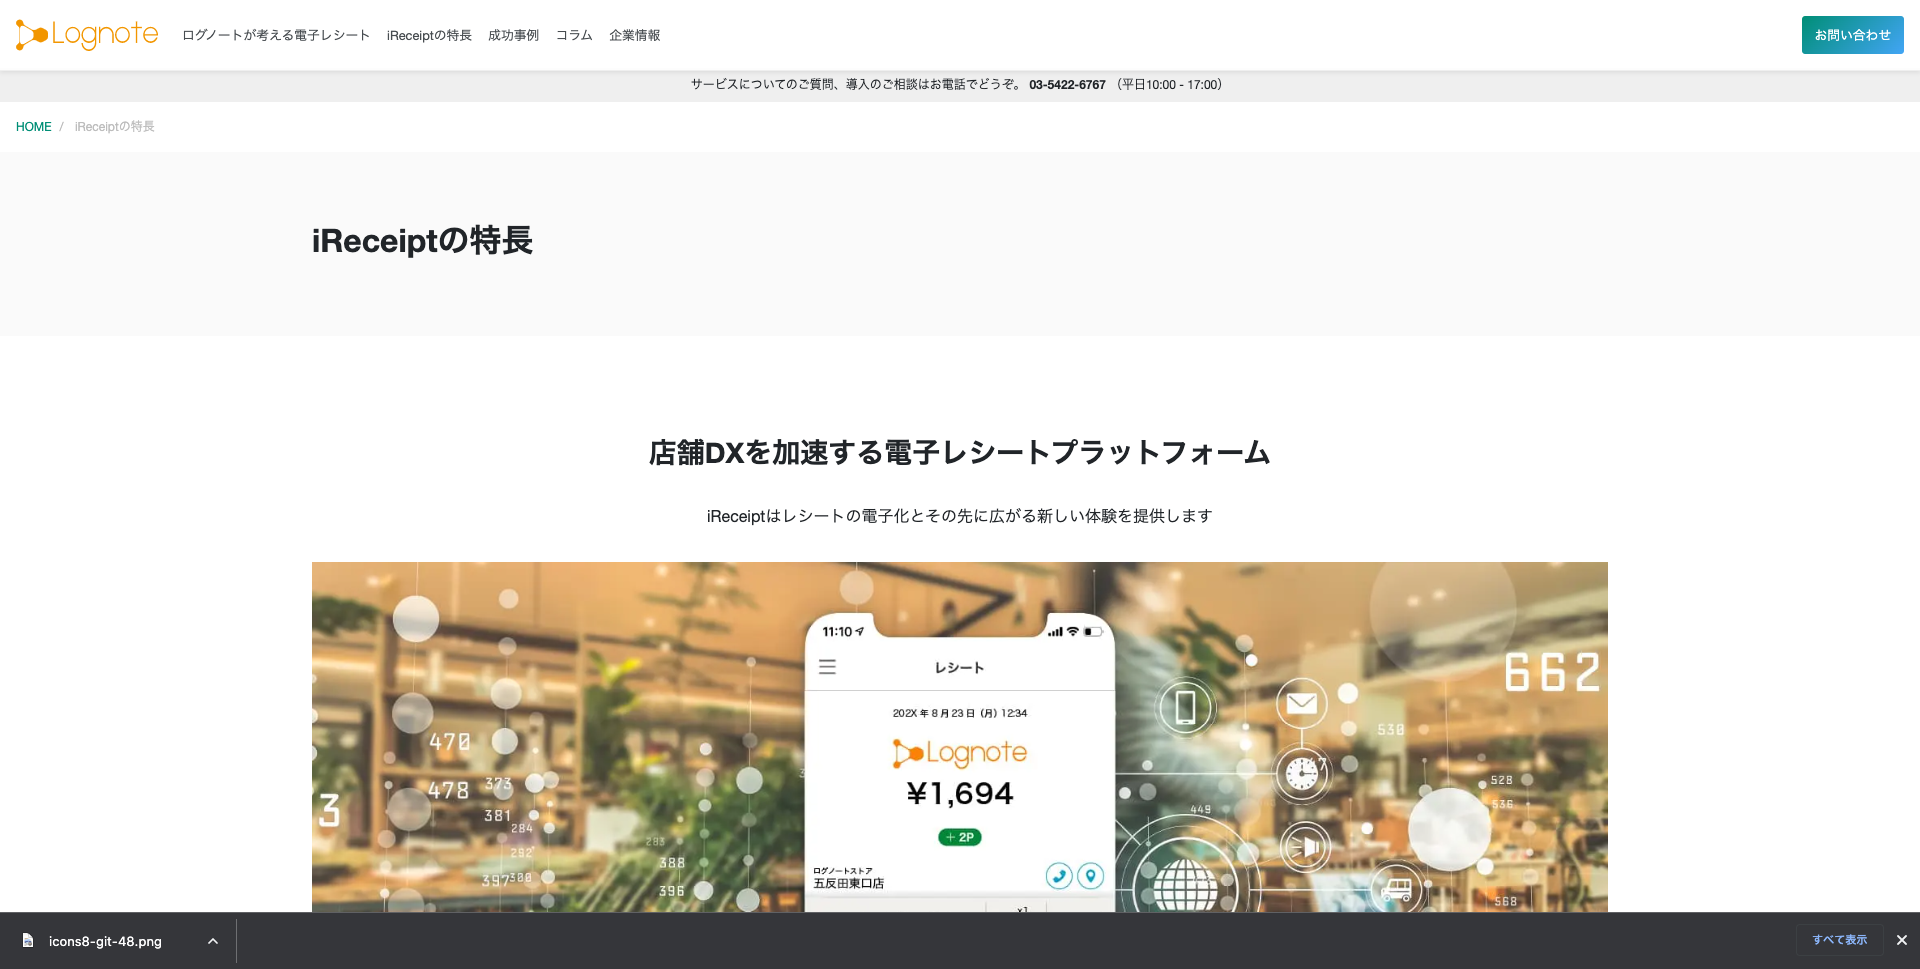 Lognote ログノートが考える電子レシート iReceiptの特長 成功事例 コラム 企業情報 お問い合わせ
サービスについてのご質問、導入のご相談はお電話でどうぞ。 03-5422-6767 （平日10:00 - 17:00）
HOME / iReceiptの特長
iReceiptの特長
店舗DXを加速する電子レシートプラットフォーム
iReceiptはレシートの電子化とその先に広がる新しい体験を提供します
11:10
レシート
202X 年 8 月 23 日 (月) 12:34
Lognote
¥1,694
+ 2P
ログノートストア
五反田東口店
x1
470
478
373
381
284
292
397
300
3
283
388
396
662
530
528
536
449
568
icons8-git-48.png
すべて表示